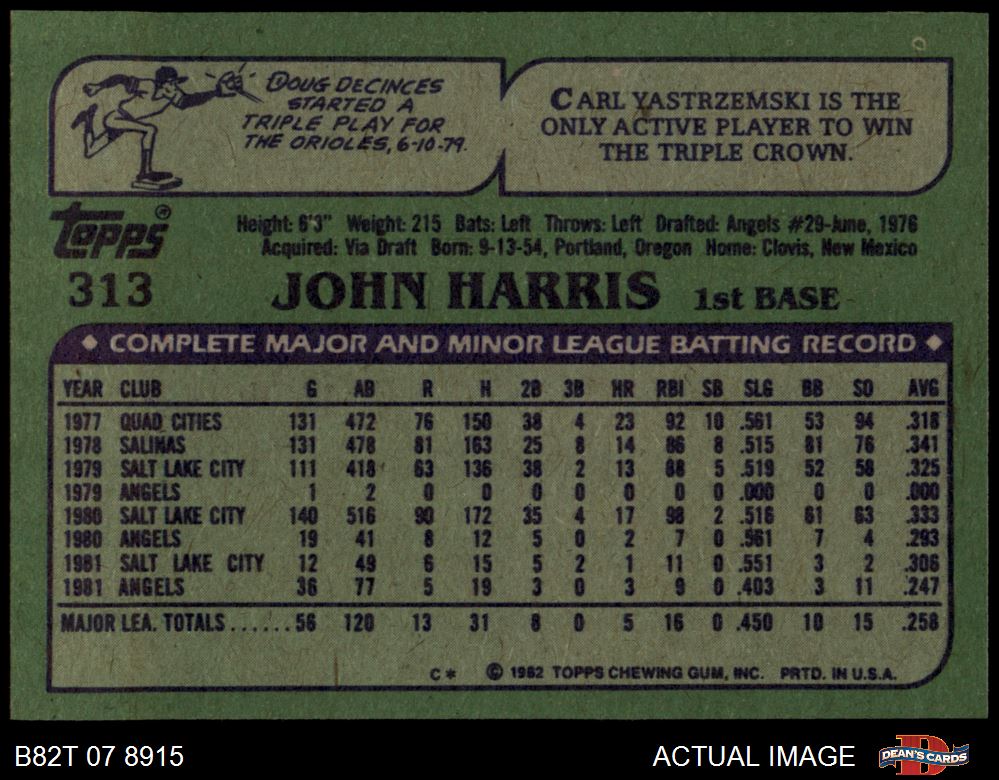 DOUG DECINCES
STARTED A
TRIPLE PLAY FOR
THE ORIOLES, 6-10-79.
CARL YASTRZEMSKI IS THE
ONLY ACTIVE PLAYER TO WIN
THE TRIPLE CROWN.
Topps®
Height: 6'3" Weight: 215 Bats: Left Throws: Left Drafted: Angels #29-June, 1976
Acquired: Via Draft Born: 9-13-54, Portland, Oregon Home: Clovis, New Mexico
313 JOHN HARRIS 1st BASE
◆ COMPLETE MAJOR AND MINOR LEAGUE BATTING RECORD ◆
YEAR CLUB G AB R H 2B 3B HR RBI SB SLG BB SO AVG
1977 QUAD CITIES 131 472 76 150 38 4 23 92 10 .561 53 94 .318
1978 SALINAS 131 478 81 163 25 8 14 86 8 .515 81 76 .341
1979 SALT LAKE CITY 111 418 63 136 38 2 13 88 5 .519 52 58 .325
1979 ANGELS 1 2 0 0 0 0 0 0 0 .000 0 0 .000
1980 SALT LAKE CITY 140 516 90 172 35 4 17 98 2 .516 61 63 .333
1980 ANGELS 19 41 8 12 5 0 2 7 0 .561 7 4 .293
1981 SALT LAKE CITY 12 49 6 15 5 2 1 11 0 .551 3 2 .306
1981 ANGELS 36 77 5 19 3 0 3 9 0 .403 3 11 .247
MAJOR LEA. TOTALS......56 120 13 31 8 0 5 16 0 .450 10 15 .258
C* © 1982 TOPPS CHEWING GUM, INC. PRTD. IN U.S.A.
B82T 07 8915 ACTUAL IMAGE DEAN'S CARDS